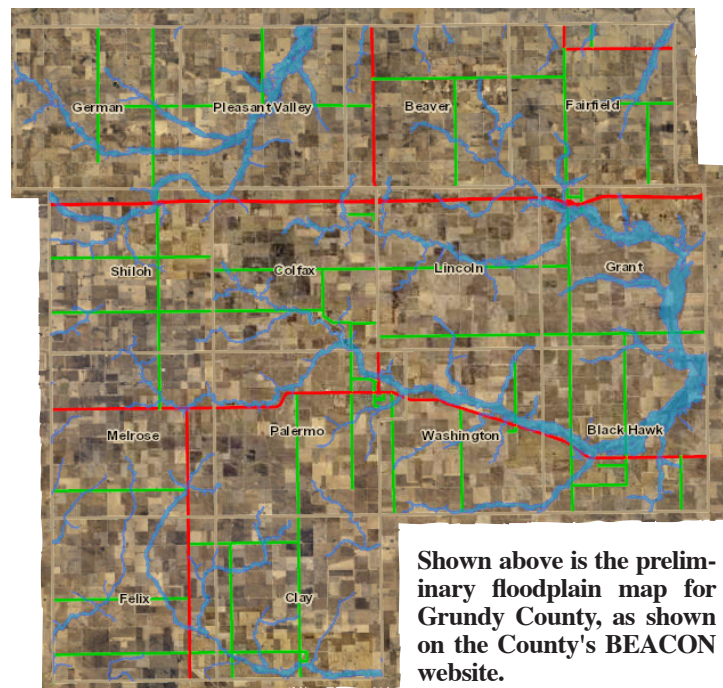 German
Pleasant Valley
Beaver
Fairfield
Shiloh
Colfax
Lincoln
Grant
Melrose
Palermo
Washington
Black Hawk
Felix
Clay
Shown above is the prelim-
inary floodplain map for
Grundy County, as shown
on the County's BEACON
website.